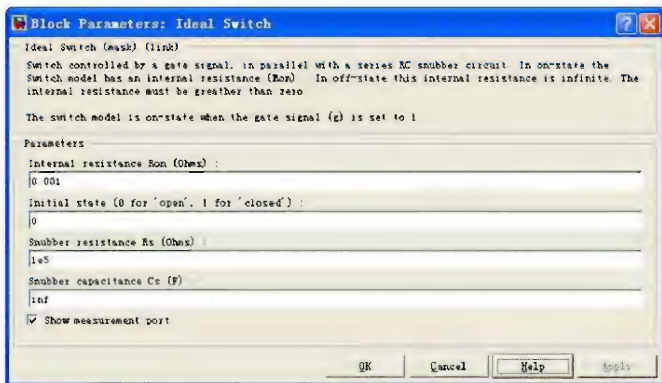 Block Parameters: Ideal Switch
Ideal Switch (mask) (link)
Switch controlled by a gate signal. in parallel with a series RC snubber circuit. In on-state the
Switch model has an internal resistance (Ron) In off-state this internal resistance is infinite. The
internal resistance must be greather than zero
The switch model is on-state when the gate signal (g) is set to 1
Parameters
Internal resistance Ron (Ohms) :
0 001
Initial state (0 for 'open', 1 for 'closed') :
0
Snubber resistance Rs (Ohms) :
1e5
Snubber capacitance Cs (F)
inf
Show measurement port
OK Cancel Help Apply